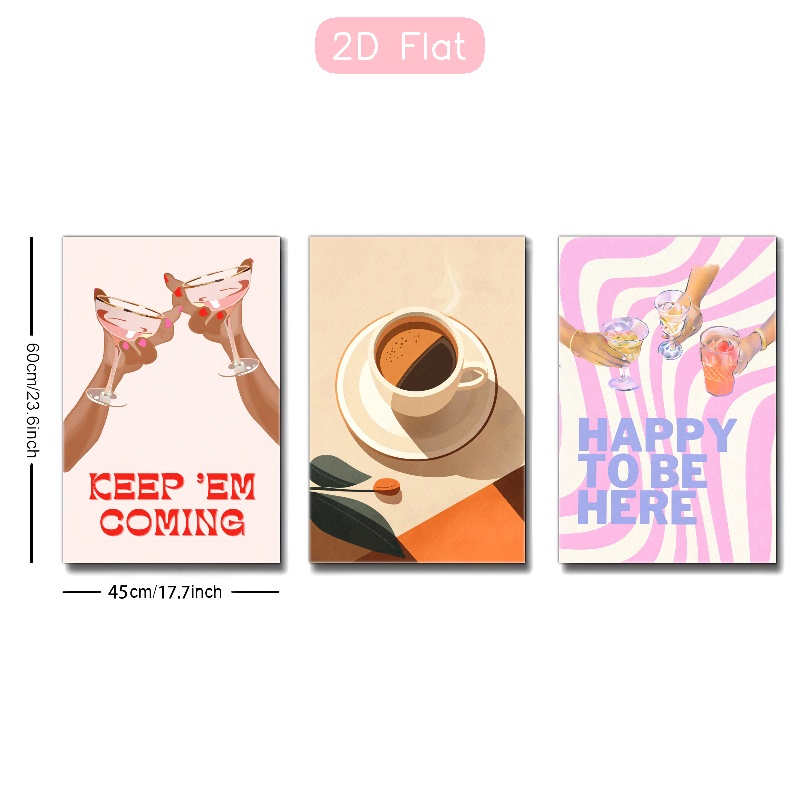 2D Flat
60cm/23.6inch
KEEP 'EM
COMING
HAPPY
TO BE
HERE
45cm/17.7inch